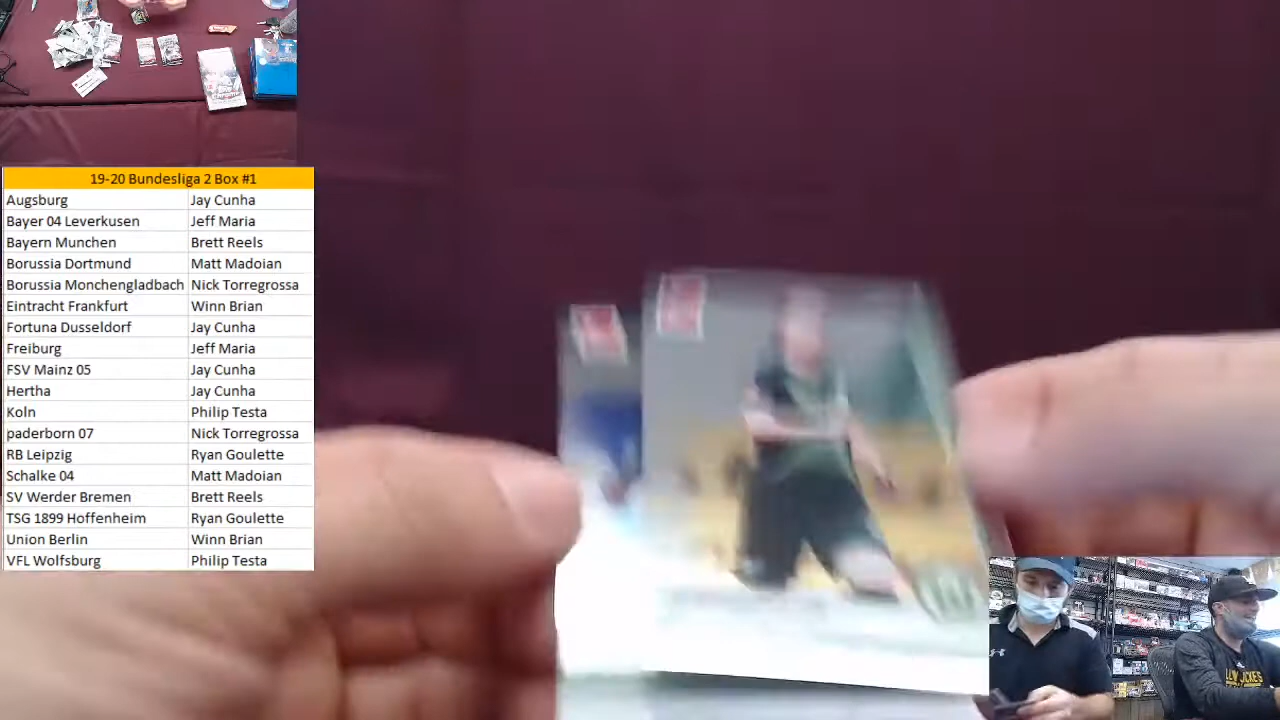 19-20 Bundesliga 2 Box #1
Augsburg Jay Cunha
Bayer 04 Leverkusen Jeff Maria
Bayern Munchen Brett Reels
Borussia Dortmund Matt Madoian
Borussia Monchengladbach Nick Torregrossa
Eintracht Frankfurt Winn Brian
Fortuna Dusseldorf Jay Cunha
Freiburg Jeff Maria
FSV Mainz 05 Jay Cunha
Hertha Jay Cunha
Koln Philip Testa
paderborn 07 Nick Torregrossa
RB Leipzig Ryan Goulette
Schalke 04 Matt Madoian
SV Werder Bremen Brett Reels
TSG 1899 Hoffenheim Ryan Goulette
Union Berlin Winn Brian
VFL Wolfsburg Philip Testa